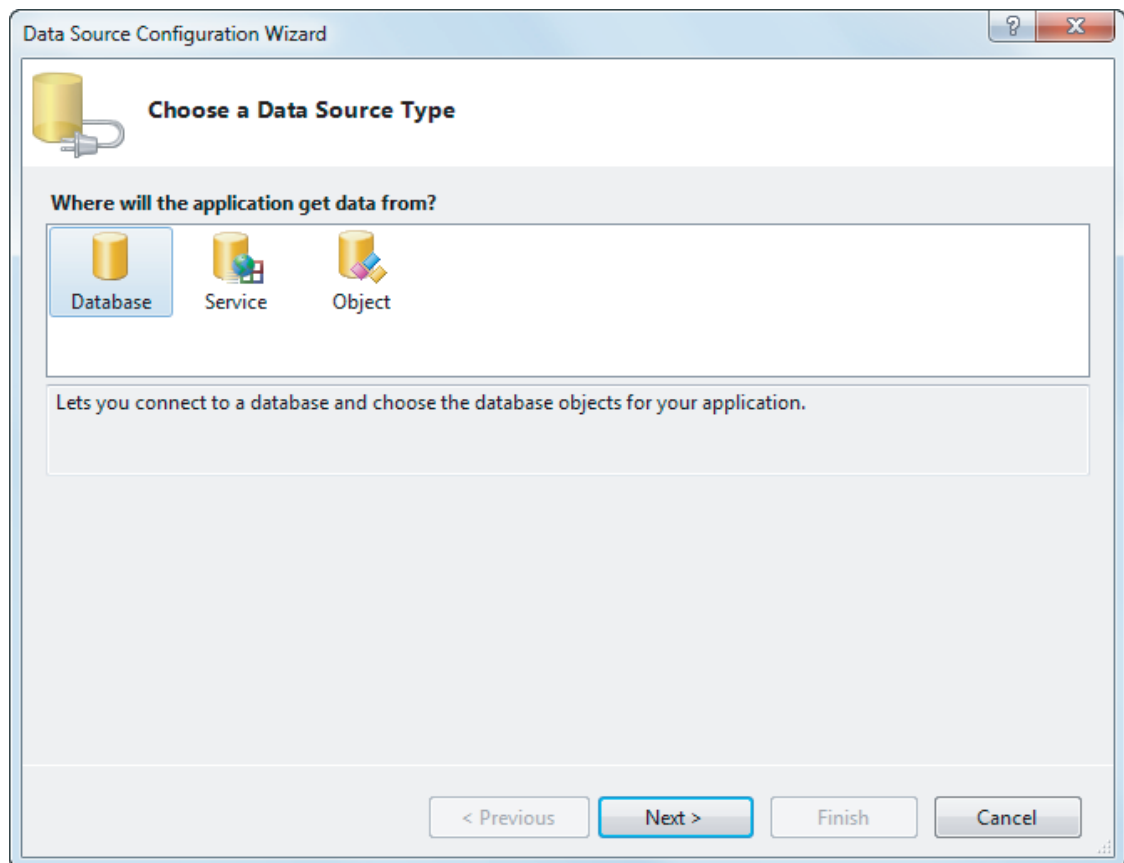 Data Source Configuration Wizard
?
Choose a Data Source Type
Where will the application get data from?
Database Service Object
Lets you connect to a database and choose the database objects for your application.
< Previous Next > Finish Cancel